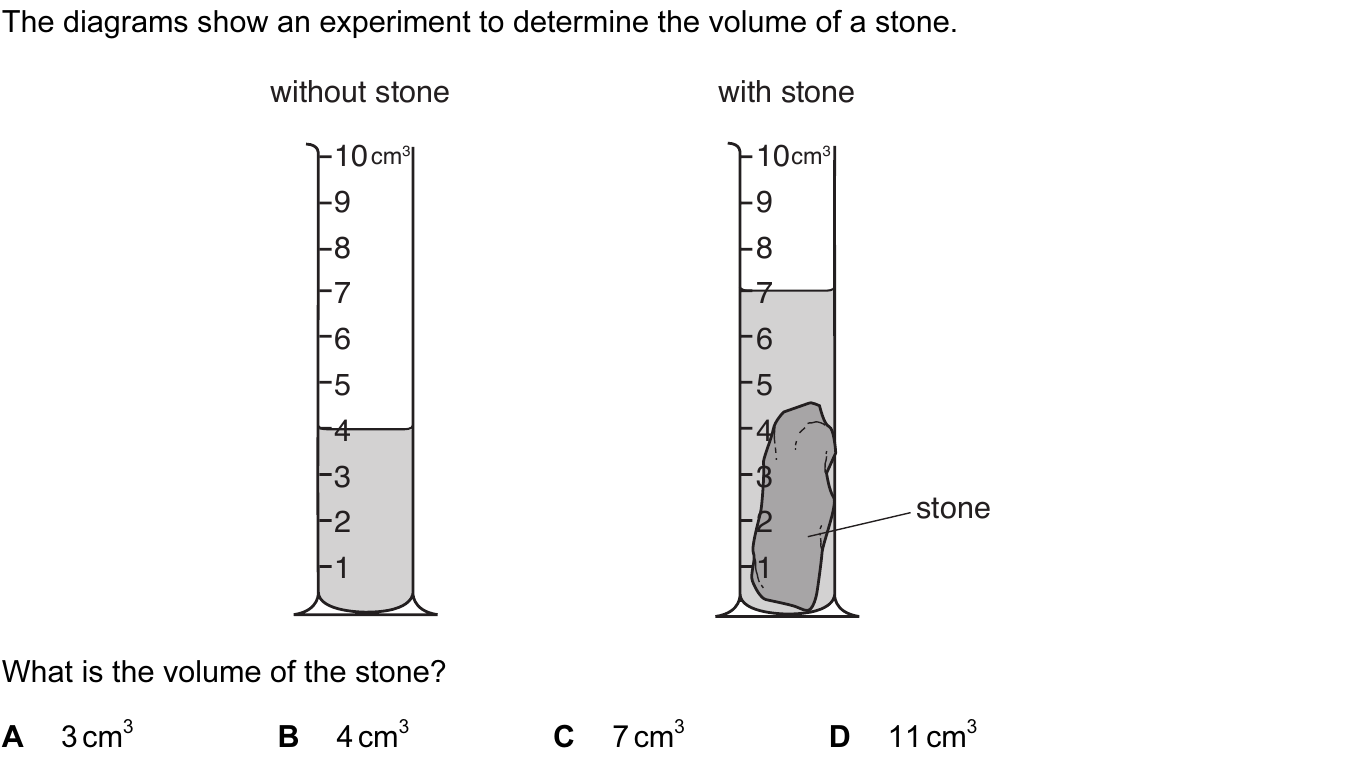 The diagrams show an experiment to determine the volume of a stone.
without stone
with stone
10 cm³
9
8
7
6
5
4
3
2
1
10 cm³
9
8
7
6
5
4
3
2
1
stone
What is the volume of the stone?
A 3 cm³ B 4 cm³ C 7 cm³ D 11 cm³